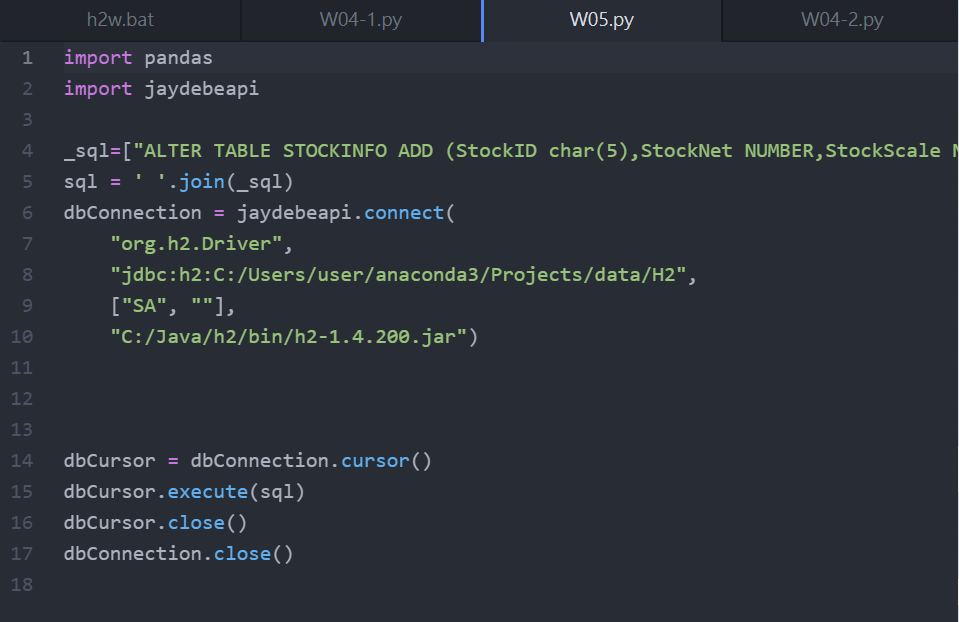 h2w.bat W04-1.py W05.py W04-2.py
1 import pandas
2 import jaydebeapi
3
4 _sql=["ALTER TABLE STOCKINFO ADD (StockID char(5),StockNet NUMBER,StockScale N
5 sql = ' '.join(_sql)
6 dbConnection = jaydebeapi.connect(
7 "org.h2.Driver",
8 "jdbc:h2:C:/Users/user/anaconda3/Projects/data/H2",
9 ["SA", ""],
10 "C:/Java/h2/bin/h2-1.4.200.jar")
11
12
13
14 dbCursor = dbConnection.cursor()
15 dbCursor.execute(sql)
16 dbCursor.close()
17 dbConnection.close()
18